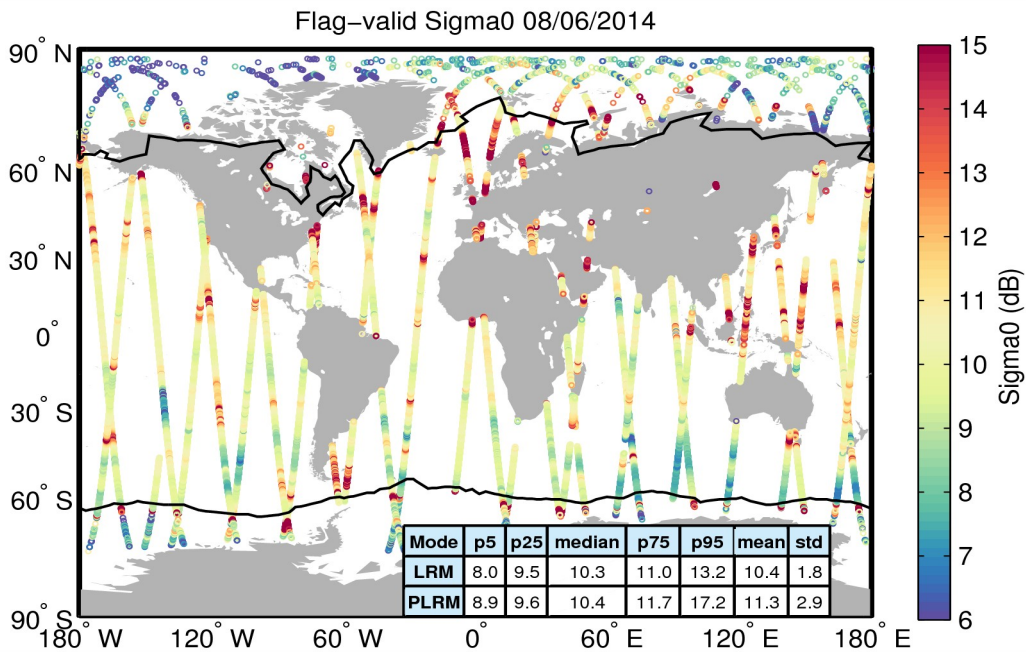 Flag−valid Sigma0 08/06/2014
90° N
60° N
30° N
0°
30° S
60° S
90° S
180° W
120° W
60° W
0°
60° E
120° E
180° E
15
14
13
12
11
10
9
8
7
6
Sigma0 (dB)
Mode p5 p25 median p75 p95 mean std
LRM 8.0 9.5 10.3 11.0 13.2 10.4 1.8
PLRM 8.9 9.6 10.4 11.7 17.2 11.3 2.9